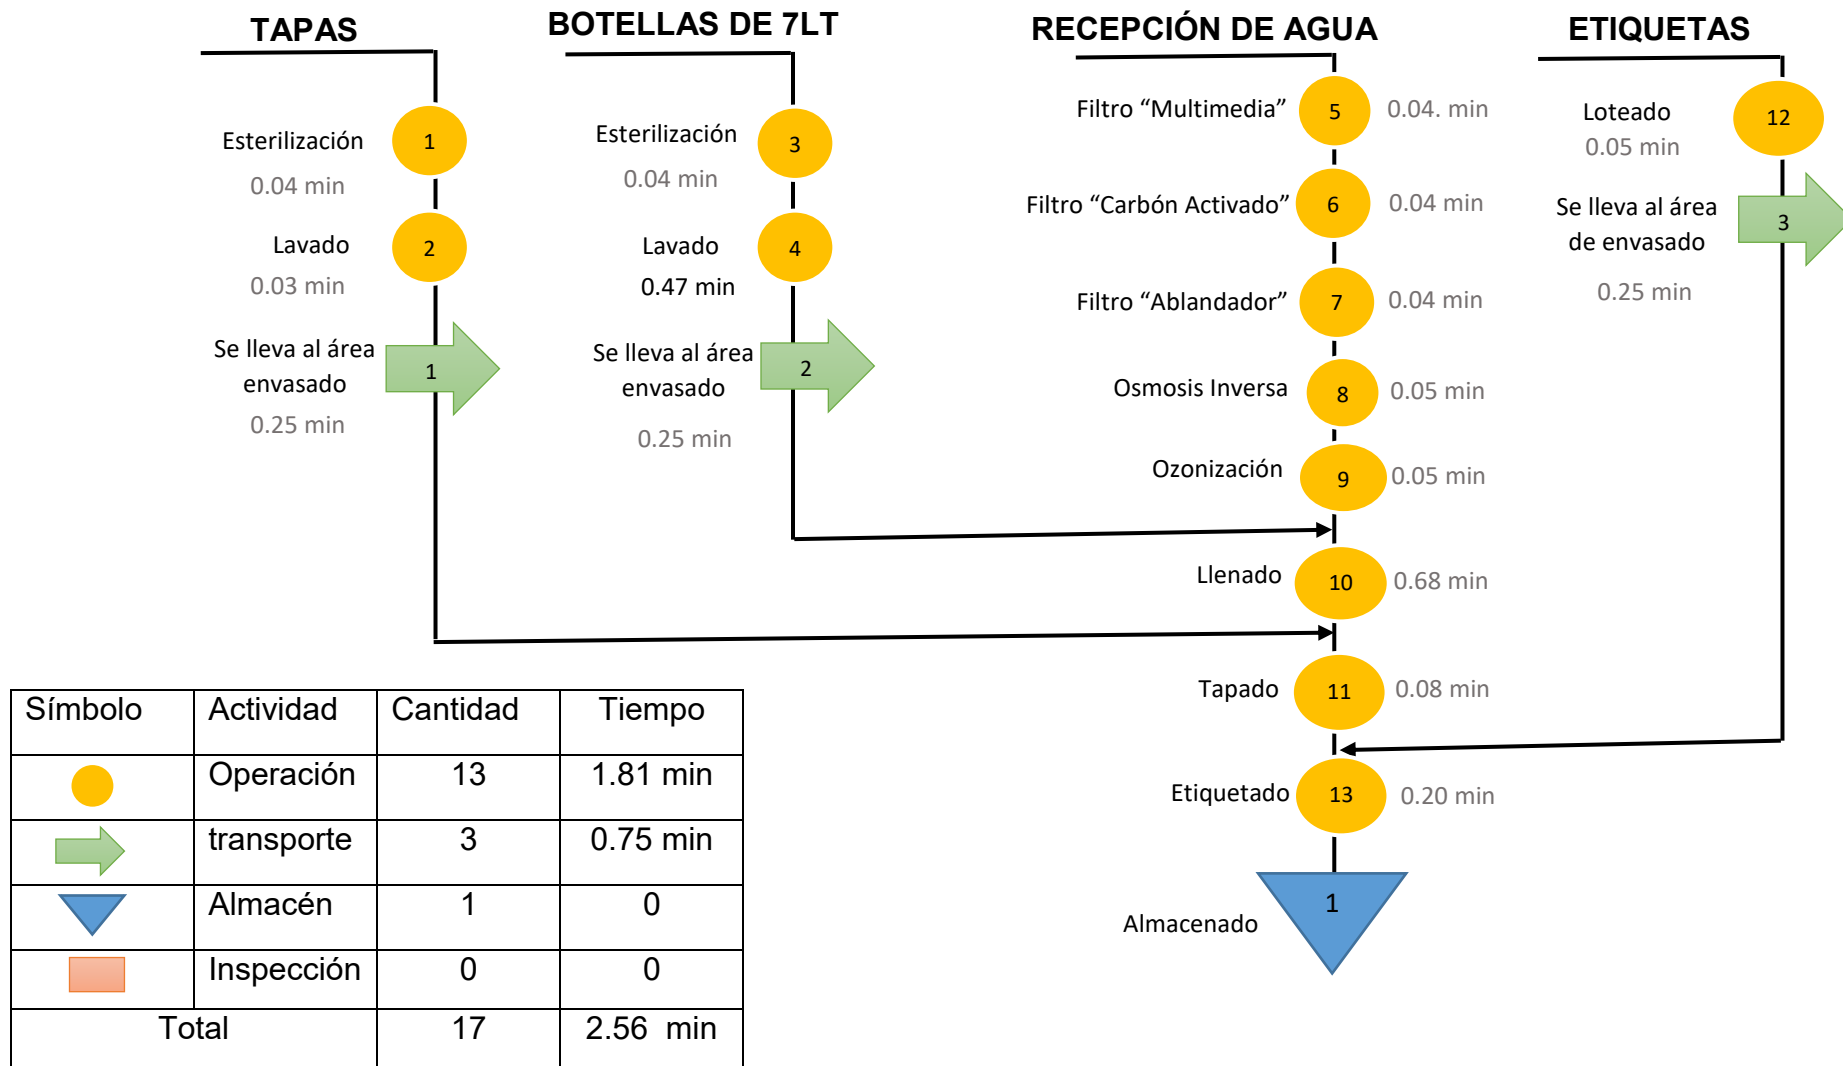 TAPAS
Esterilización
1
0.04 min
Lavado
2
0.03 min
Se lleva al área
envasado
1
0.25 min
BOTELLAS DE 7LT
Esterilización
3
0.04 min
Lavado
4
0.47 min
Se lleva al área
envasado
2
0.25 min
RECEPCIÓN DE AGUA
Filtro “Multimedia” 5 0.04. min
Filtro “Carbón Activado” 6 0.04 min
Filtro “Ablandador” 7 0.04 min
Osmosis Inversa 8 0.05 min
Ozonización 9 0.05 min
Llenado 10 0.68 min
Tapado 11 0.08 min
Etiquetado 13 0.20 min
Almacenado 1
ETIQUETAS
Loteado
12
0.05 min
Se lleva al área
de envasado
3
0.25 min
Símbolo Actividad Cantidad Tiempo
Operación 13 1.81 min
transporte 3 0.75 min
Almacén 1 0
Inspección 0 0
Total 17 2.56 min